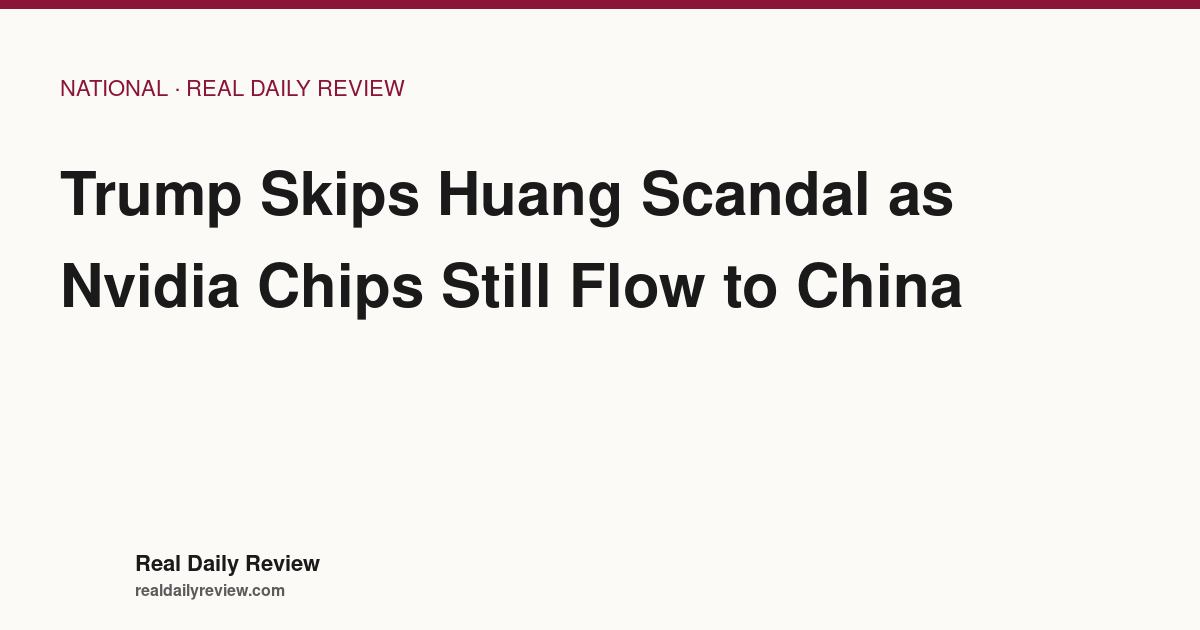 NATIONAL · REAL DAILY REVIEW
Trump Skips Huang Scandal as
Nvidia Chips Still Flow to China
Real Daily Review
realdailyreview.com